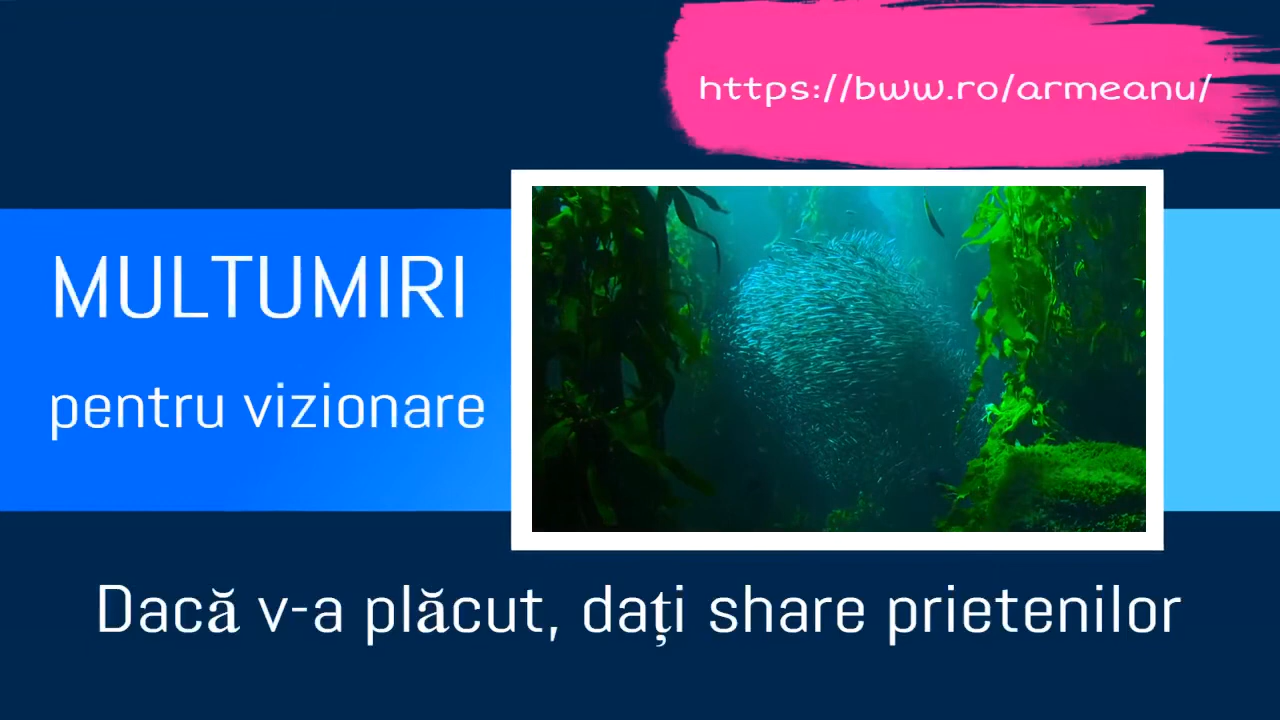 https://bww.ro/armeanu/
MULTUMIRI
pentru vizionare
Dacă v-a plăcut, dați share prietenilor